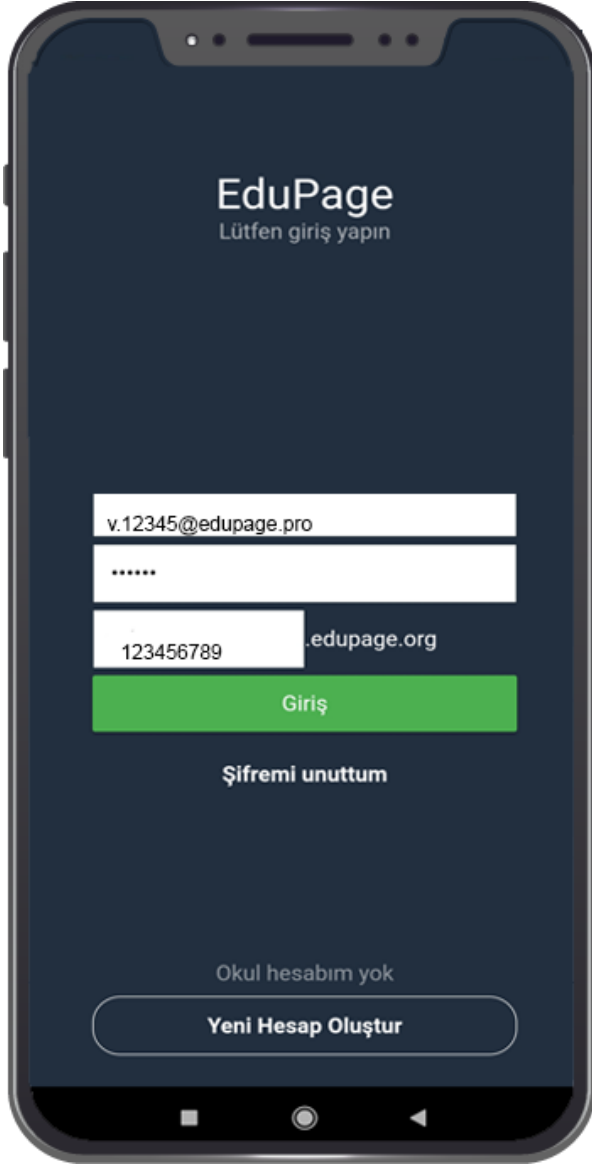 EduPage
Lütfen giriş yapın
v.12345@edupage.pro
••••••
123456789 .edupage.org
Giriş
Şifremi unuttum
Okul hesabım yok
Yeni Hesap Oluştur